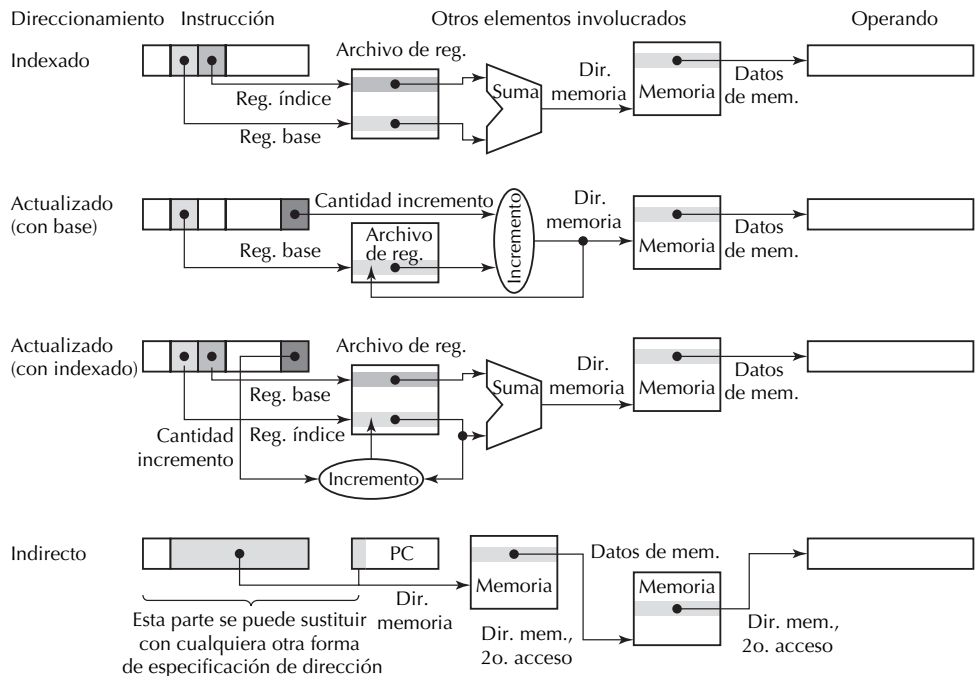 Direccionamiento Instrucción Otros elementos involucrados Operando
Indexado
Archivo de reg.
Reg. índice
Reg. base
Suma
Dir.
memoria
Memoria
Datos
de mem.
Actualizado
(con base)
Cantidad incremento
Reg. base
Archivo
de reg.
Incremento
Dir.
memoria
Memoria
Datos
de mem.
Actualizado
(con indexado)
Archivo de reg.
Reg. base
Reg. índice
Cantidad
incremento
Incremento
Suma
Dir.
memoria
Memoria
Datos
de mem.
Indirecto
PC
Esta parte se puede sustituir
con cualquiera otra forma
de especificación de dirección
Dir.
memoria
Memoria
Datos de mem.
Dir. mem.,
2o. acceso
Memoria
Dir. mem.,
2o. acceso